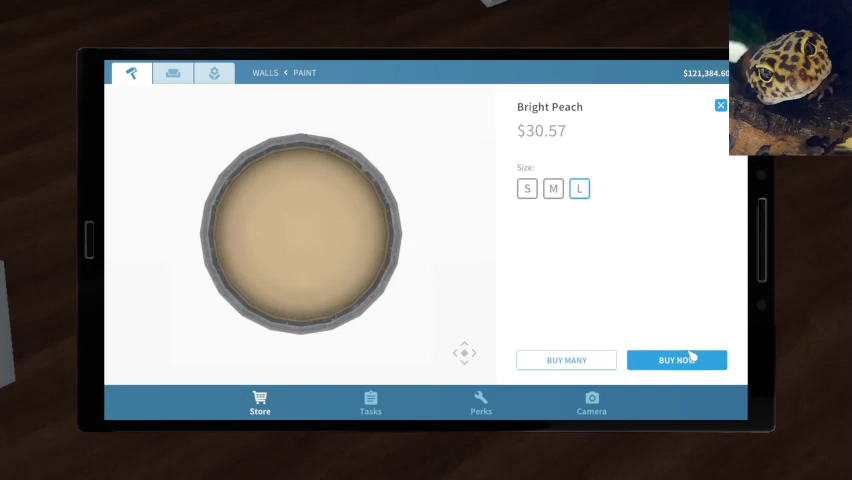 WALLS < PAINT
$121,384.60
Bright Peach
$30.57
Size:
S M L
BUY MANY
BUY NOW
Store
Tasks
Perks
Camera